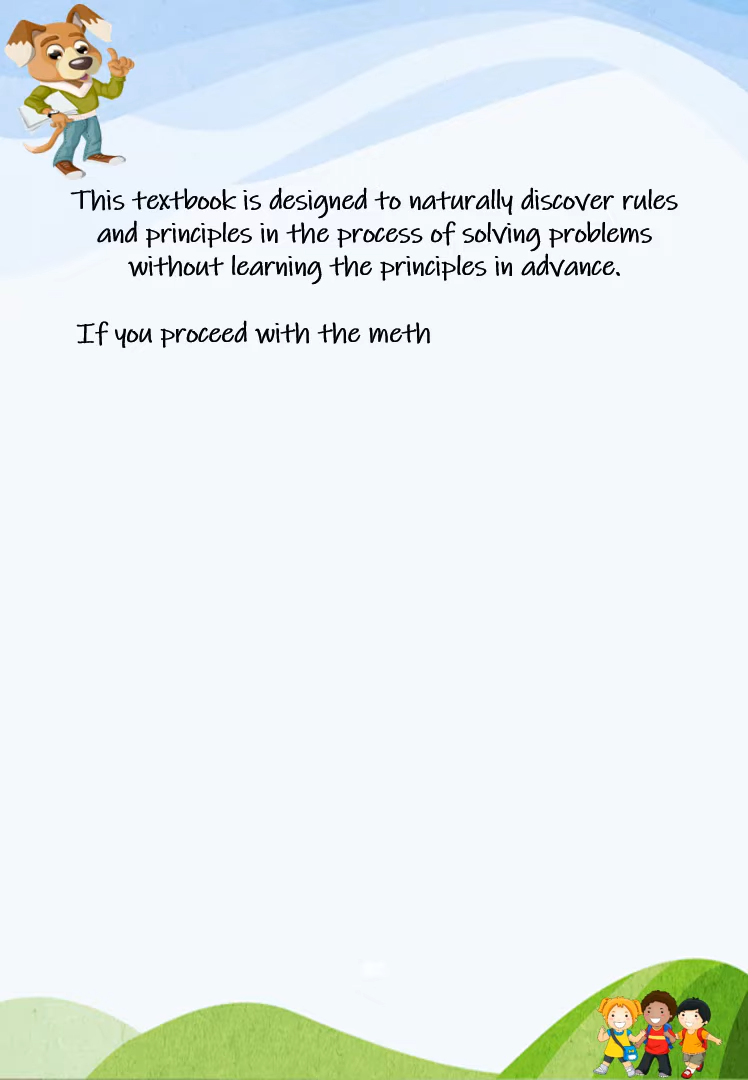 This textbook is designed to naturally discover rules
and principles in the process of solving problems
without learning the principles in advance.
If you proceed with the meth